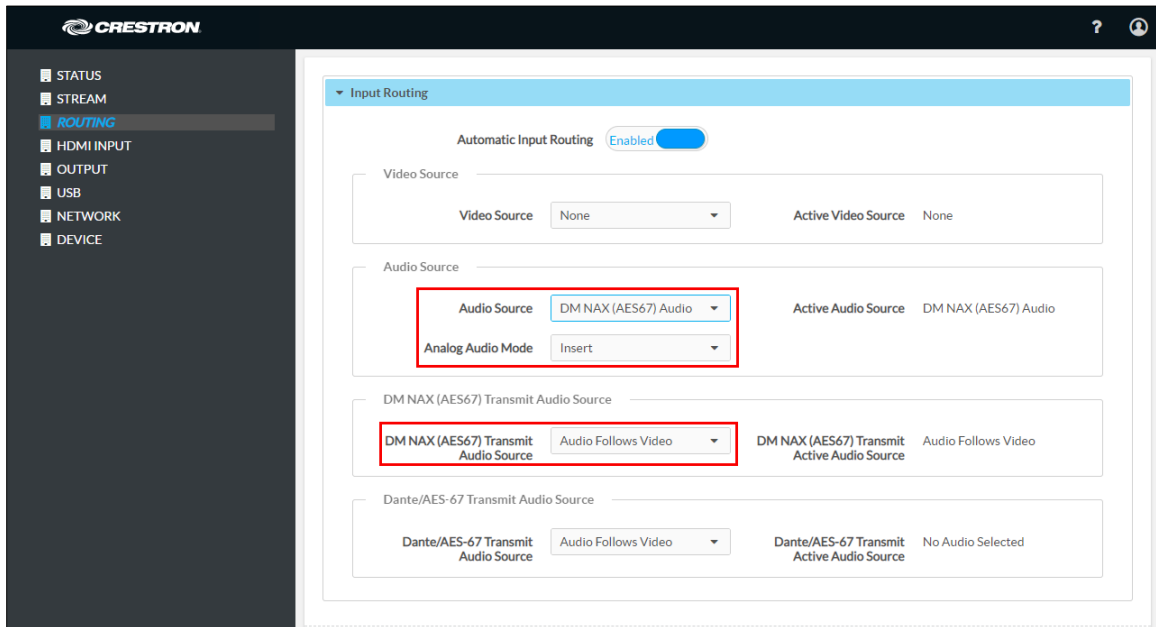 CRESTRON
?
STATUS
STREAM
ROUTING
HDMI INPUT
OUTPUT
USB
NETWORK
DEVICE
Input Routing
Automatic Input Routing Enabled
Video Source
Video Source None Active Video Source None
Audio Source
Audio Source DM NAX (AES67) Audio Active Audio Source DM NAX (AES67) Audio
Analog Audio Mode Insert
DM NAX (AES67) Transmit Audio Source
DM NAX (AES67) Transmit Audio Follows Video DM NAX (AES67) Transmit Audio Follows Video
Audio Source Active Audio Source
Dante/AES-67 Transmit Audio Source
Dante/AES-67 Transmit Audio Follows Video Dante/AES-67 Transmit No Audio Selected
Audio Source Active Audio Source